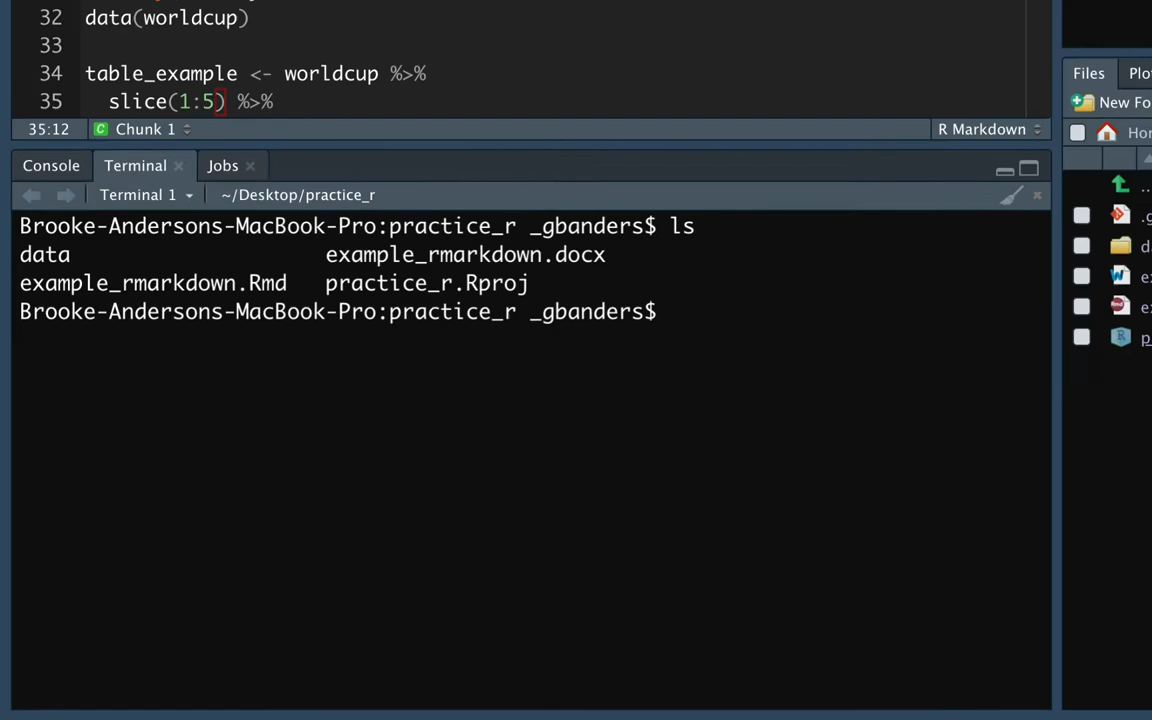 32 data(worldcup)
33
34 table_example <- worldcup %>%
35 slice(1:5) %>%
35:12 Chunk 1 R Markdown
Console Terminal Jobs
Terminal 1 ~/Desktop/practice_r
Brooke-Andersons-MacBook-Pro:practice_r _gbanders$ ls
data example_rmarkdown.docx
example_rmarkdown.Rmd practice_r.Rproj
Brooke-Andersons-MacBook-Pro:practice_r _gbanders$
Files Plo
New Fo
Hor
..
.g
d
e
e
p